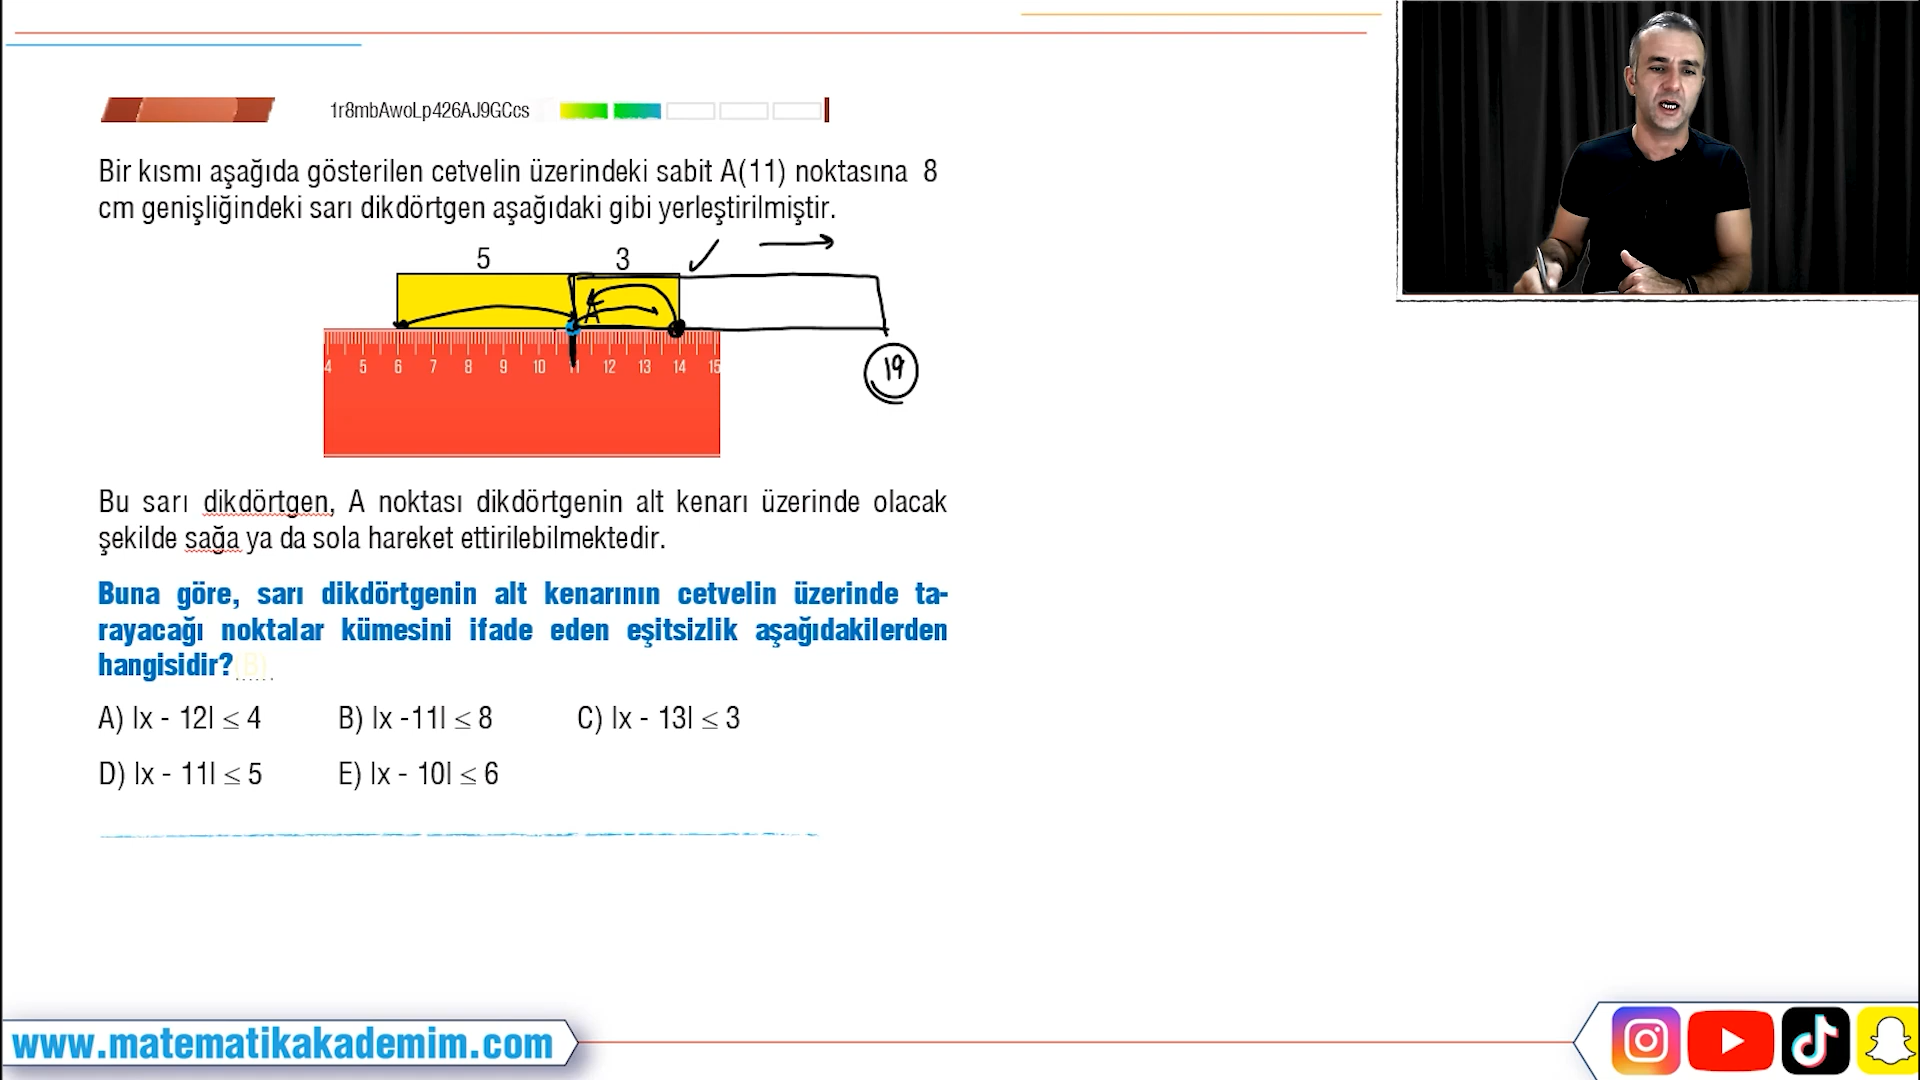 1r8mbAwoLp426AJ9GCcs
Bir kısmı aşağıda gösterilen cetvelin üzerindeki sabit A(11) noktasına 8
cm genişliğindeki sarı dikdörtgen aşağıdaki gibi yerleştirilmiştir.
5 3
A
4 5 6 7 8 9 10 11 12 13 14 15
19
Bu sarı dikdörtgen, A noktası dikdörtgenin alt kenarı üzerinde olacak
şekilde sağa ya da sola hareket ettirilebilmektedir.
Buna göre, sarı dikdörtgenin alt kenarının cetvelin üzerinde ta-
rayacağı noktalar kümesini ifade eden eşitsizlik aşağıdakilerden
hangisidir? (B)
A) |x - 12| ≤ 4 B) |x -11| ≤ 8 C) |x - 13| ≤ 3
D) |x - 11| ≤ 5 E) |x - 10| ≤ 6
www.matematikakademim.com